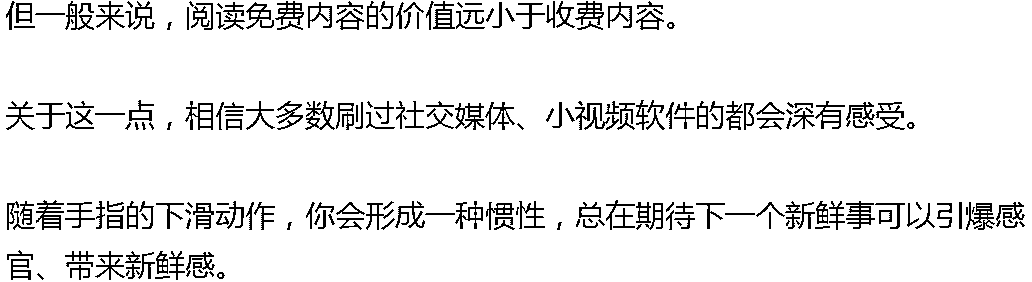 但一般来说，阅读免费内容的价值远小于收费内容。
关于这一点，相信大多数刷过社交媒体、小视频软件的都会深有感受。
随着手指的下滑动作，你会形成一种惯性，总在期待下一个新鲜事可以引爆感
官、带来新鲜感。